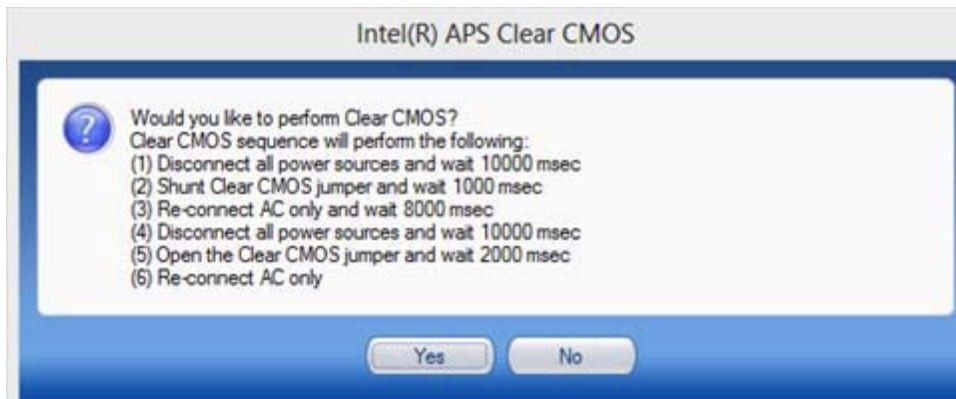 Intel(R) APS Clear CMOS
Would you like to perform Clear CMOS?
Clear CMOS sequence will perform the following:
(1) Disconnect all power sources and wait 10000 msec
(2) Shunt Clear CMOS jumper and wait 1000 msec
(3) Re-connect AC only and wait 8000 msec
(4) Disconnect all power sources and wait 10000 msec
(5) Open the Clear CMOS jumper and wait 2000 msec
(6) Re-connect AC only
Yes No